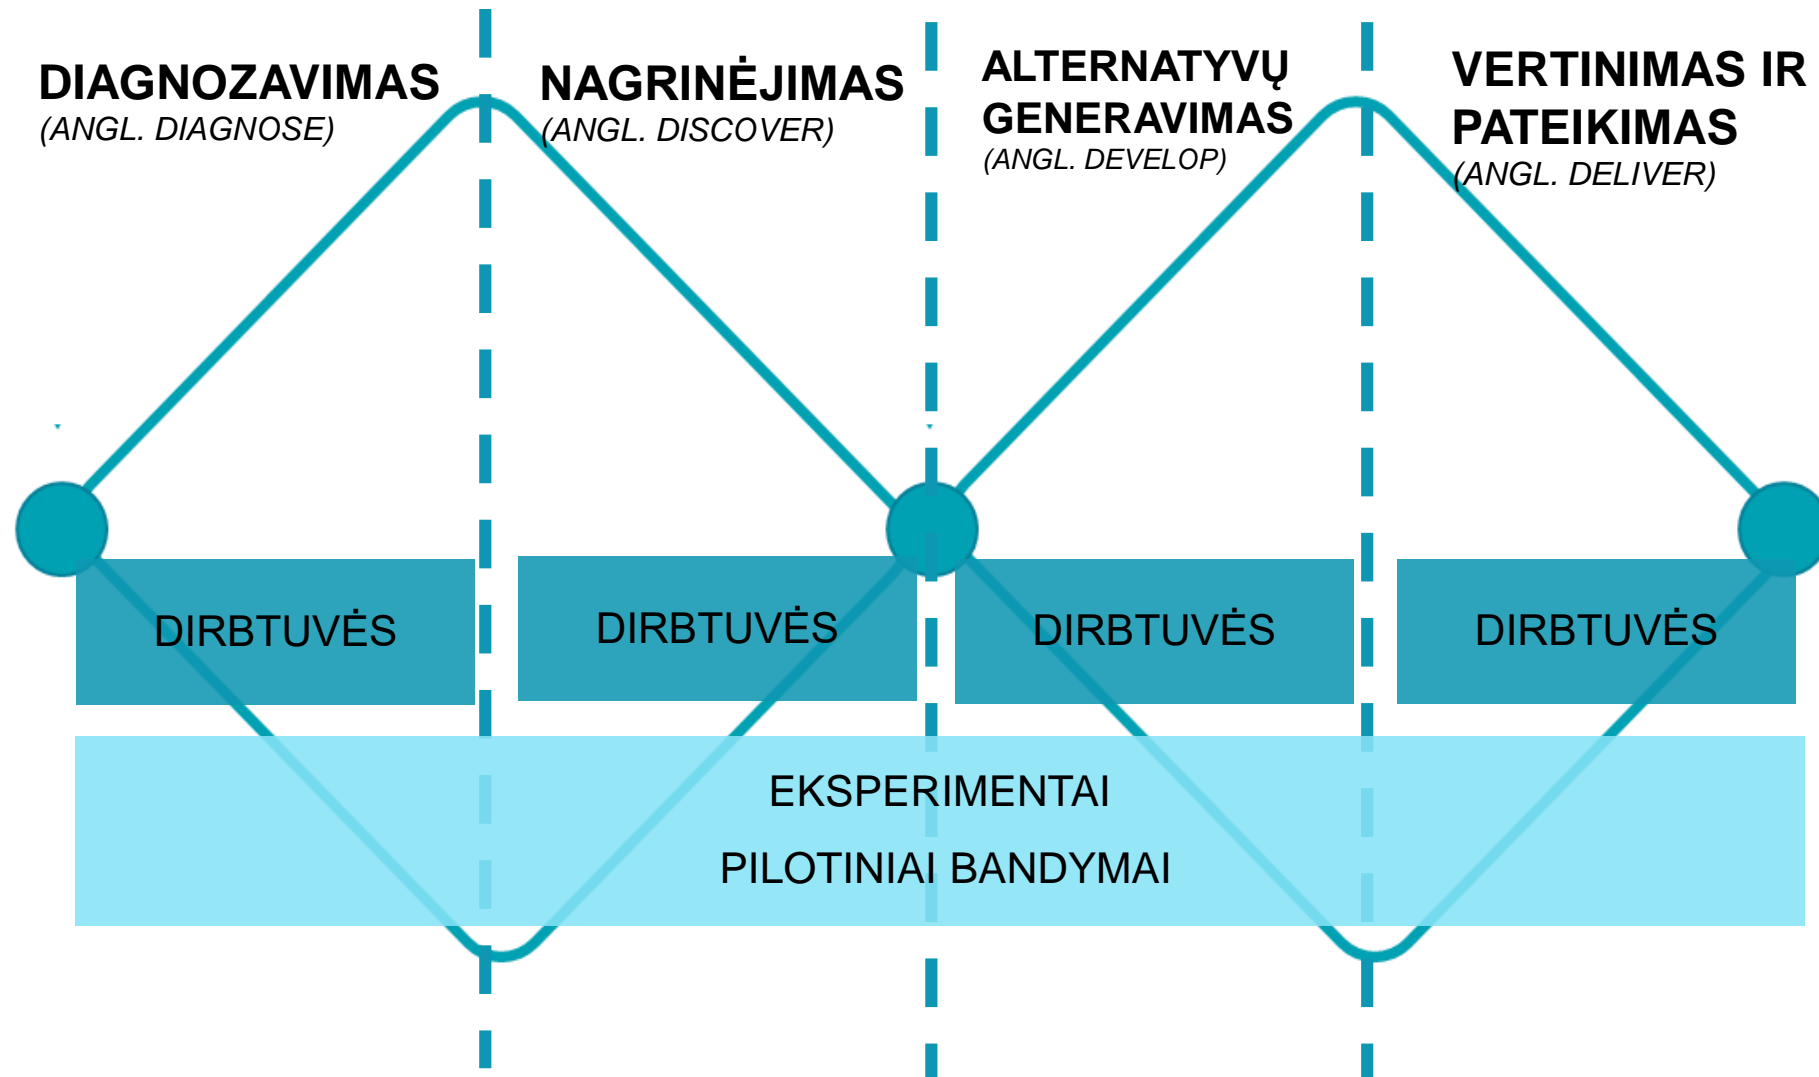 DIAGNOZAVIMAS
(ANGL. DIAGNOSE)
NAGRINĖJIMAS
(ANGL. DISCOVER)
ALTERNATYVŲ
GENERAVIMAS
(ANGL. DEVELOP)
VERTINIMAS IR
PATEIKIMAS
(ANGL. DELIVER)
DIRBTUVĖS
DIRBTUVĖS
DIRBTUVĖS
DIRBTUVĖS
EKSPERIMENTAI
PILOTINIAI BANDYMAI